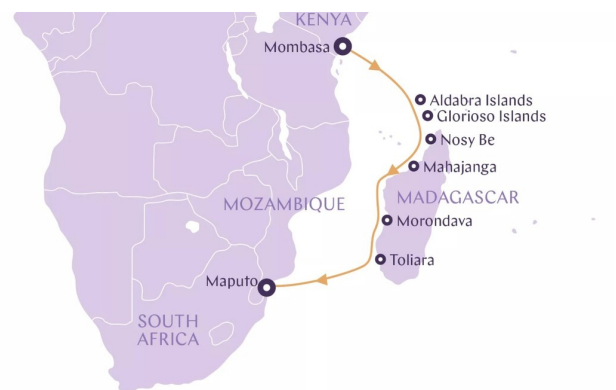 KENYA
Mombasa
Aldabra Islands
Glorioso Islands
Nosy Be
Mahajanga
MOZAMBIQUE
MADAGASCAR
Morondava
Toliara
Maputo
SOUTH
AFRICA